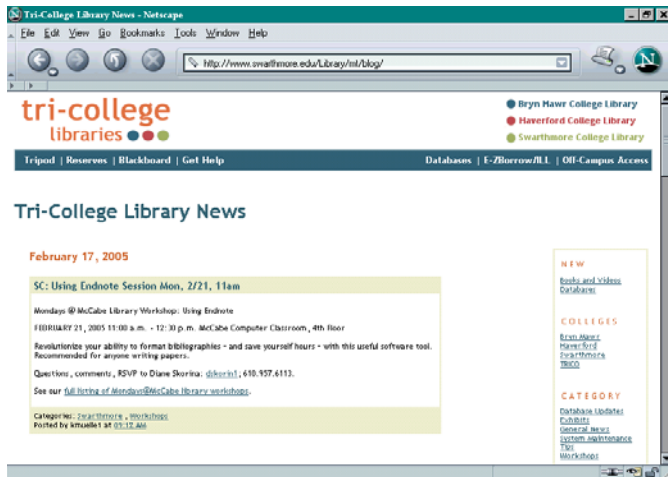 Tri-College Library News - Netscape
File Edit View Go Bookmarks Tools Window Help
http://www.swarthmore.edu/Library/mt/blog/
tri-college
libraries
Bryn Mawr College Library
Haverford College Library
Swarthmore College Library
Tripod | Reserves | Blackboard | Get Help
Databases | E-ZBorrow/ILL | Off-Campus Access
Tri-College Library News
February 17, 2005
SC: Using Endnote Session Mon, 2/21, 11am
Mondays @ McCabe Library Workshop: Using Endnote
FEBRUARY 21, 2005 11:00 a.m. - 12:30 p.m. McCabe Computer Classroom, 4th Floor
Revolutionize your ability to format bibliographies - and save yourself hours - with this useful software tool.
Recommended for anyone writing papers.
Questions, comments, RSVP to Diane Skorina: dskorin1; 610.957.6113.
See our full listing of Mondays@McCabe library workshops.
Categories: Swarthmore, Workshops
Posted by kmuelle1 at 09:12 AM
NEW
Books and Videos
Databases
COLLEGES
Bryn Mawr
Haverford
Swarthmore
TRICO
CATEGORY
Database Updates
Exhibits
General News
System Maintenance
Tips
Workshops